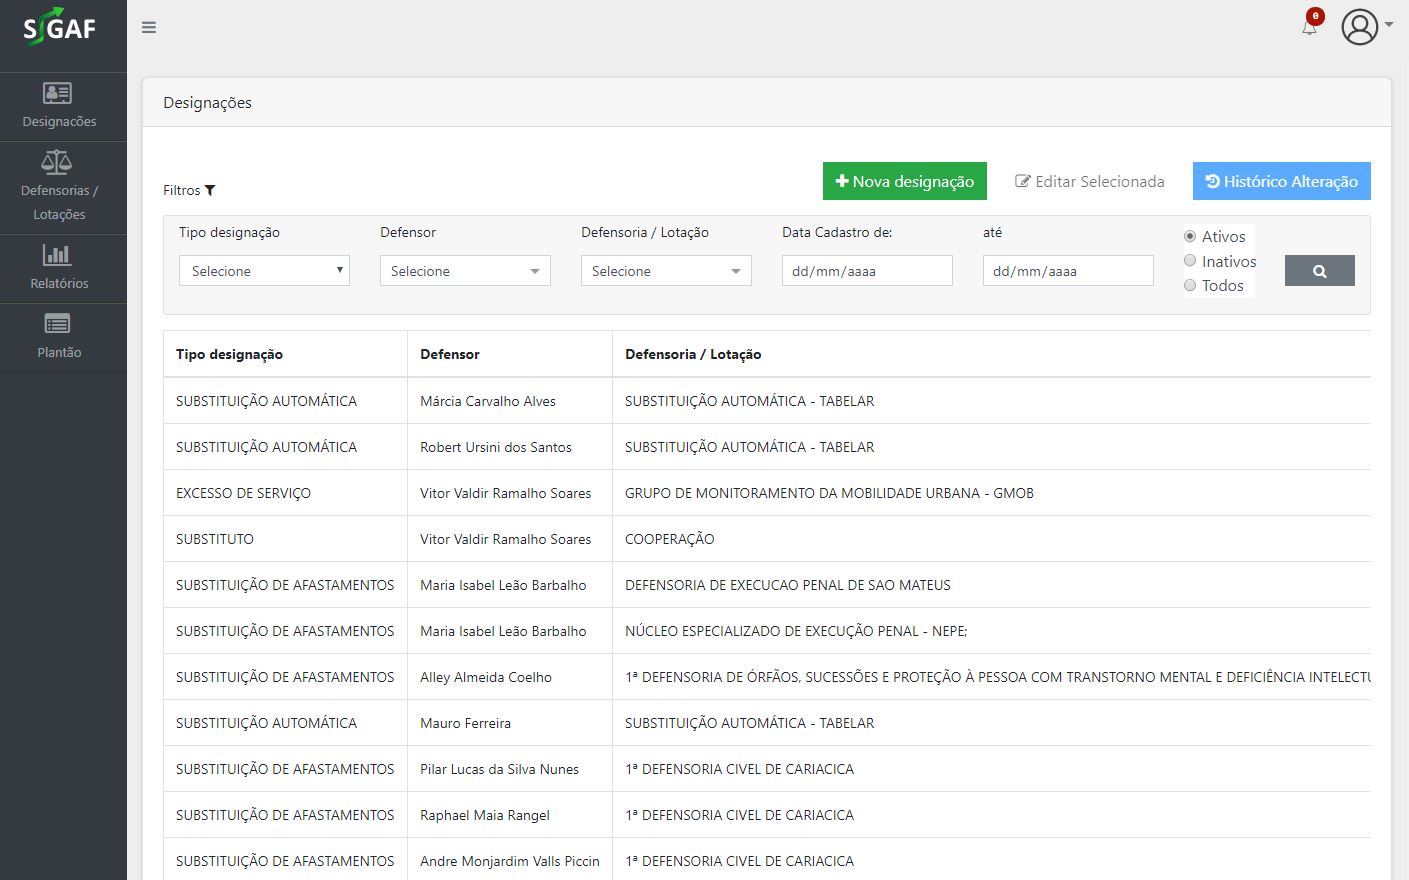 SIGAF
0
Designacões
Defensorias /
Lotações
Relatórios
Plantão
Designações
Filtros
Nova designação
Editar Selecionada
Histórico Alteração
Tipo designação
Defensor
Defensoria / Lotação
Data Cadastro de:
até
Selecione
Selecione
Selecione
dd/mm/aaaa
dd/mm/aaaa
Ativos
Inativos
Todos
Tipo designação Defensor Defensoria / Lotação
SUBSTITUIÇÃO AUTOMÁTICA Márcia Carvalho Alves SUBSTITUIÇÃO AUTOMÁTICA - TABELAR
SUBSTITUIÇÃO AUTOMÁTICA Robert Ursini dos Santos SUBSTITUIÇÃO AUTOMÁTICA - TABELAR
EXCESSO DE SERVIÇO Vitor Valdir Ramalho Soares GRUPO DE MONITORAMENTO DA MOBILIDADE URBANA - GMOB
SUBSTITUTO Vitor Valdir Ramalho Soares COOPERAÇÃO
SUBSTITUIÇÃO DE AFASTAMENTOS Maria Isabel Leão Barbalho DEFENSORIA DE EXECUCAO PENAL DE SAO MATEUS
SUBSTITUIÇÃO DE AFASTAMENTOS Maria Isabel Leão Barbalho NÚCLEO ESPECIALIZADO DE EXECUÇÃO PENAL - NEPE;
SUBSTITUIÇÃO DE AFASTAMENTOS Alley Almeida Coelho 1ª DEFENSORIA DE ÓRFÃOS, SUCESSÕES E PROTEÇÃO À PESSOA COM TRANSTORNO MENTAL E DEFICIÊNCIA INTELECTU
SUBSTITUIÇÃO AUTOMÁTICA Mauro Ferreira SUBSTITUIÇÃO AUTOMÁTICA - TABELAR
SUBSTITUIÇÃO DE AFASTAMENTOS Pilar Lucas da Silva Nunes 1ª DEFENSORIA CIVEL DE CARIACICA
SUBSTITUIÇÃO DE AFASTAMENTOS Raphael Maia Rangel 1ª DEFENSORIA CIVEL DE CARIACICA
SUBSTITUIÇÃO DE AFASTAMENTOS Andre Monjardim Valls Piccin 1ª DEFENSORIA CIVEL DE CARIACICA